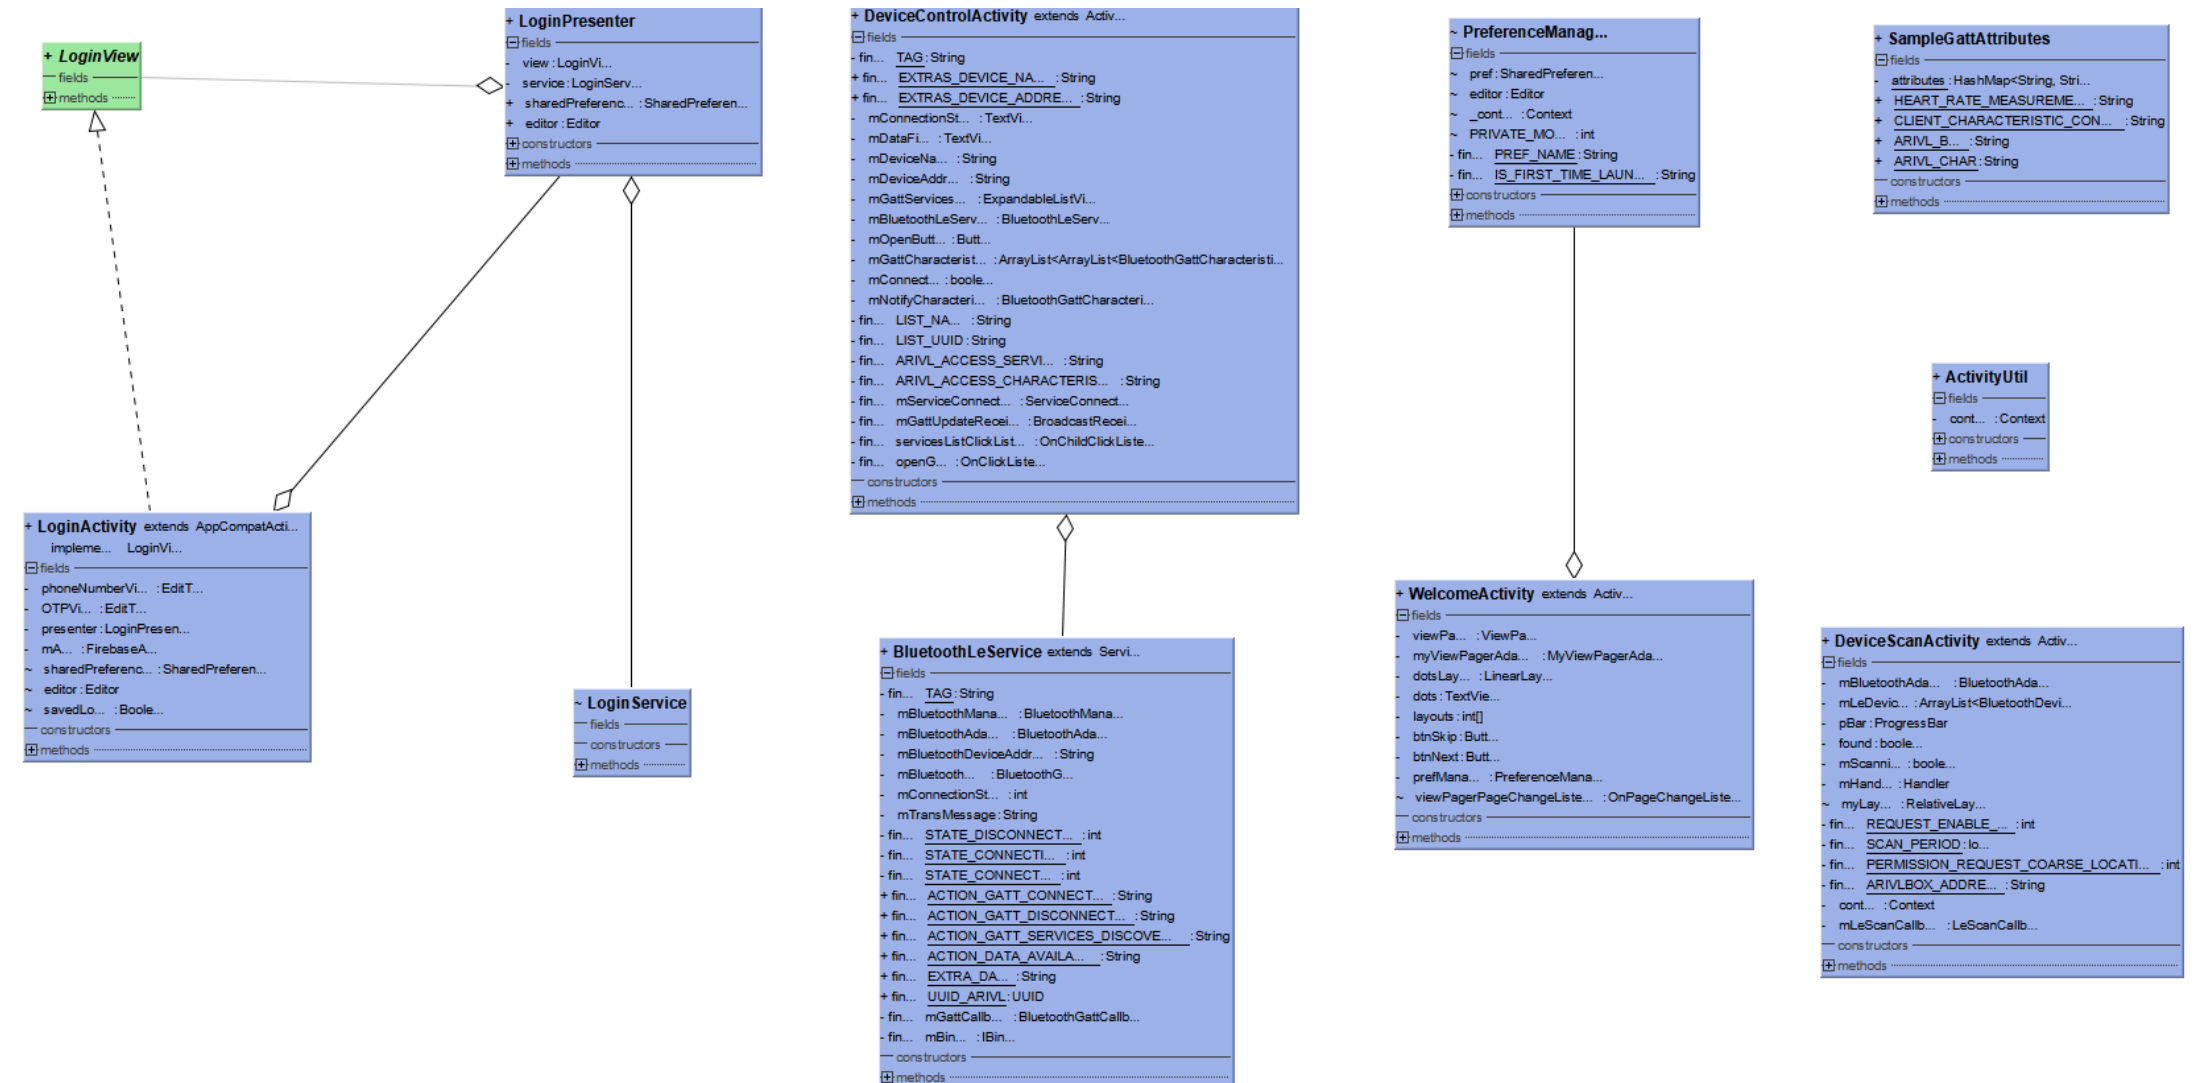 + LoginView
fields
methods
+ LoginPresenter
fields
- view : LoginVi...
- service : LoginServ...
+ sharedPreferenc... : SharedPreferen...
+ editor : Editor
constructors
methods
+ LoginActivity extends AppCompatActi...
impleme... LoginVi...
fields
- phoneNumberVi... : EditT...
- OTPVi... : EditT...
- presenter : LoginPresen...
- mA... : FirebaseA...
~ sharedPreferenc... : SharedPreferen...
~ editor : Editor
~ savedLo... : Boole...
constructors
methods
~ LoginService
fields
constructors
methods
+ DeviceControlActivity extends Activ...
fields
- fin... TAG : String
+ fin... EXTRAS_DEVICE_NA... : String
+ fin... EXTRAS_DEVICE_ADDRE... : String
- mConnectionSt... : TextVi...
- mDataFi... : TextVi...
- mDeviceNa... : String
- mDeviceAddr... : String
- mGattServices... : ExpandableListVi...
- mBluetoothLeServ... : BluetoothLeServ...
- mOpenButt... : Butt...
- mGattCharacterist... : ArrayList<ArrayList<BluetoothGattCharacteristi...
- mConnect... : boole...
- mNotifyCharacteri... : BluetoothGattCharacteri...
- fin... LIST_NA... : String
- fin... LIST_UUID : String
- fin... ARIVL_ACCESS_SERVI... : String
- fin... ARIVL_ACCESS_CHARACTERIS... : String
- fin... mServiceConnect... : ServiceConnect...
- fin... mGattUpdateRecei... : BroadcastRecei...
- fin... servicesListClickList... : OnChildClickListe...
- fin... openG... : OnClickListe...
constructors
methods
+ BluetoothLeService extends Servi...
fields
- fin... TAG : String
- mBluetoothMana... : BluetoothMana...
- mBluetoothAda... : BluetoothAda...
- mBluetoothDeviceAddr... : String
- mBluetooth... : BluetoothG...
- mConnectionSt... : int
- mTransMessage : String
- fin... STATE_DISCONNECT... : int
- fin... STATE_CONNECTI... : int
- fin... STATE_CONNECT... : int
+ fin... ACTION_GATT_CONNECT... : String
+ fin... ACTION_GATT_DISCONNECT... : String
+ fin... ACTION_GATT_SERVICES_DISCOVE... : String
+ fin... ACTION_DATA_AVAILA... : String
+ fin... EXTRA_DA... : String
+ fin... UUID_ARIVL : UUID
- fin... mGattCallb... : BluetoothGattCallb...
- fin... mBin... : IBin...
constructors
methods
~ PreferenceManag...
fields
~ pref : SharedPreferen...
~ editor : Editor
~ _cont... : Context
~ PRIVATE_MO... : int
- fin... PREF_NAME : String
- fin... IS_FIRST_TIME_LAUN... : String
constructors
methods
+ WelcomeActivity extends Activ...
fields
- viewPa... : ViewPa...
- myViewPagerAda... : MyViewPagerAda...
- dotsLay... : LinearLay...
- dots : TextVie...
- layouts : int[]
- btnSkip : Butt...
- btnNext : Butt...
- prefMana... : PreferenceMana...
~ viewPagerPageChangeListe... : OnPageChangeListe...
constructors
methods
+ SampleGattAttributes
fields
- attributes : HashMap<String, Stri...
+ HEART_RATE_MEASUREME... : String
+ CLIENT_CHARACTERISTIC_CON... : String
+ ARIVL_B... : String
+ ARIVL_CHAR : String
constructors
methods
+ ActivityUtil
fields
- cont... : Context
constructors
methods
+ DeviceScanActivity extends Activ...
fields
- mBluetoothAda... : BluetoothAda...
- mLeDevic... : ArrayList<BluetoothDevi...
- pBar : ProgressBar
- found : boole...
- mScanni... : boole...
- mHand... : Handler
~ myLay... : RelativeLay...
- fin... REQUEST_ENABLE_... : int
- fin... SCAN_PERIOD : lo...
- fin... PERMISSION_REQUEST_COARSE_LOCATI... : int
- fin... ARIVLBOX_ADDRE... : String
- cont... : Context
- mLeScanCallb... : LeScanCallb...
constructors
methods